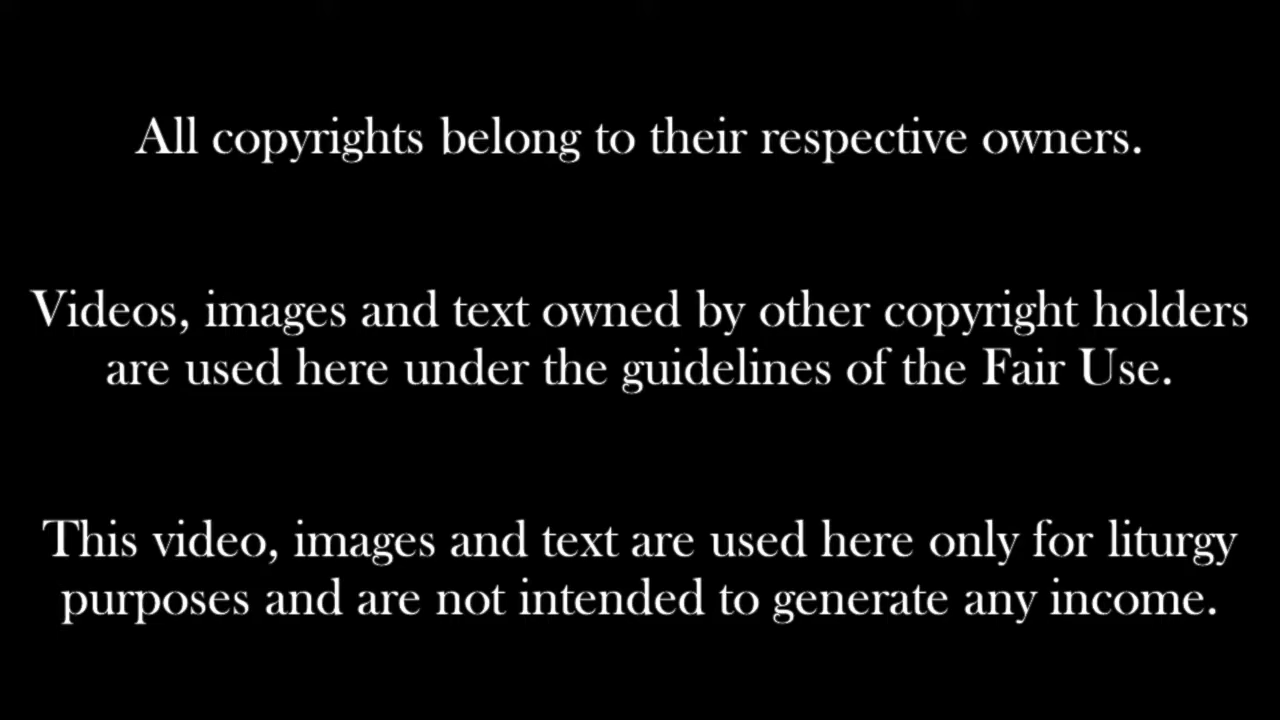 All copyrights belong to their respective owners.
Videos, images and text owned by other copyright holders
are used here under the guidelines of the Fair Use.
This video, images and text are used here only for liturgy
purposes and are not intended to generate any income.